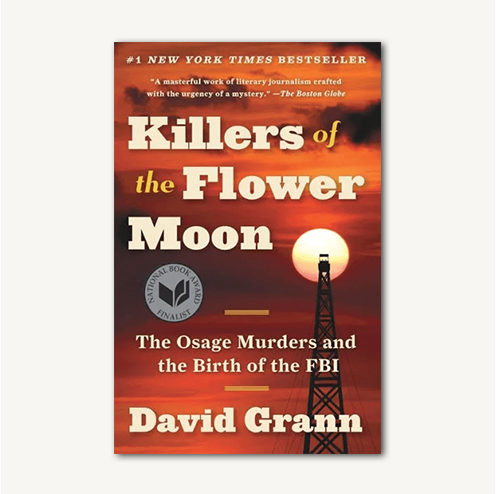 #1 NEW YORK TIMES BESTSELLER
"A masterful work of literary journalism crafted
with the urgency of a mystery." —The Boston Globe
Killers of
the Flower
Moon
NATIONAL BOOK AWARD
FINALIST
The Osage Murders and
the Birth of the FBI
David Grann